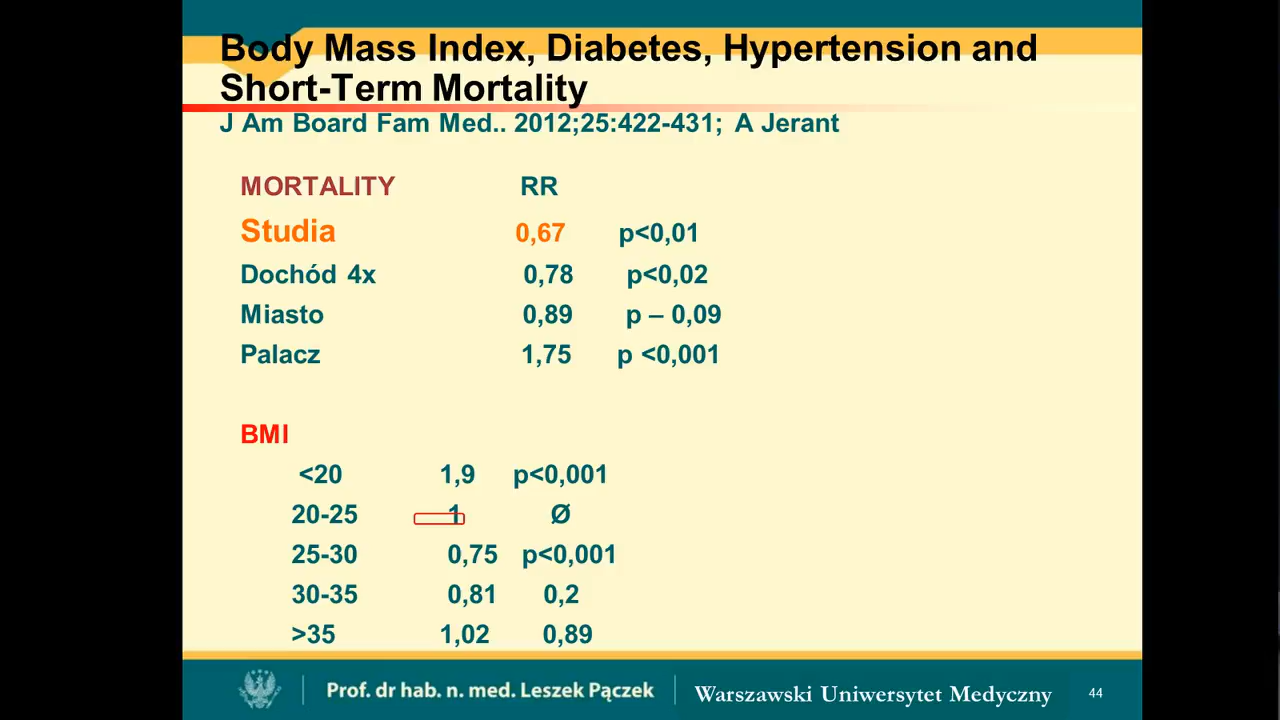 Body Mass Index, Diabetes, Hypertension and
Short-Term Mortality
J Am Board Fam Med.. 2012;25:422-431; A Jerant
MORTALITY RR
Studia 0,67 p<0,01
Dochód 4x 0,78 p<0,02
Miasto 0,89 p – 0,09
Palacz 1,75 p <0,001
BMI
<20 1,9 p<0,001
20-25 1 Ø
25-30 0,75 p<0,001
30-35 0,81 0,2
>35 1,02 0,89
Prof. dr hab. n. med. Leszek Pączek Warszawski Uniwersytet Medyczny 44